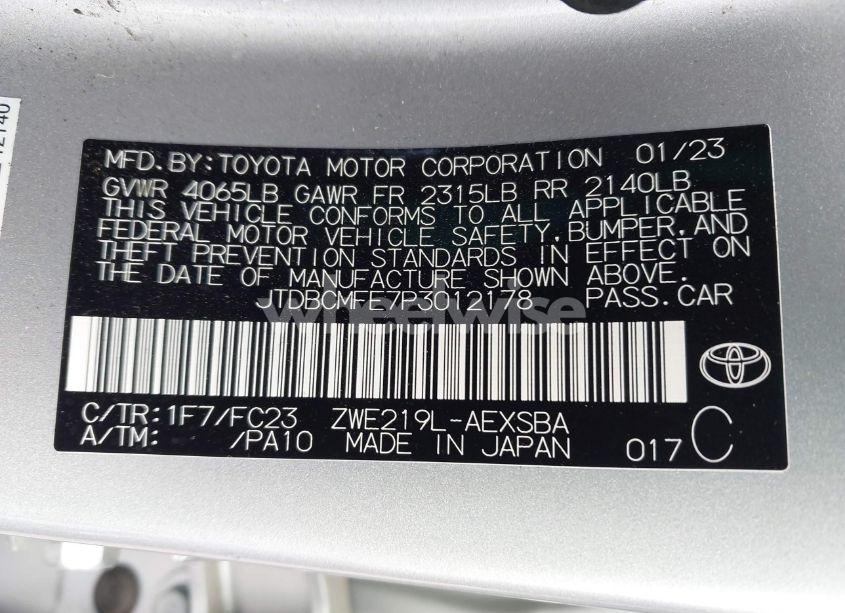 MFD. BY: TOYOTA MOTOR CORPORATION 01/23
GVWR 4065LB GAWR FR 2315LB RR 2140LB
THIS VEHICLE CONFORMS TO ALL APPLICABLE
FEDERAL MOTOR VEHICLE SAFETY, BUMPER, AND
THEFT PREVENTION STANDARDS IN EFFECT ON
THE DATE OF MANUFACTURE SHOWN ABOVE.
JTDBCMFE7P3012178 PASS. CAR
wheelwise
C/TR: 1F7/FC23 ZWE219L-AEXSBA
A/TM: /PA10 MADE IN JAPAN 017 C